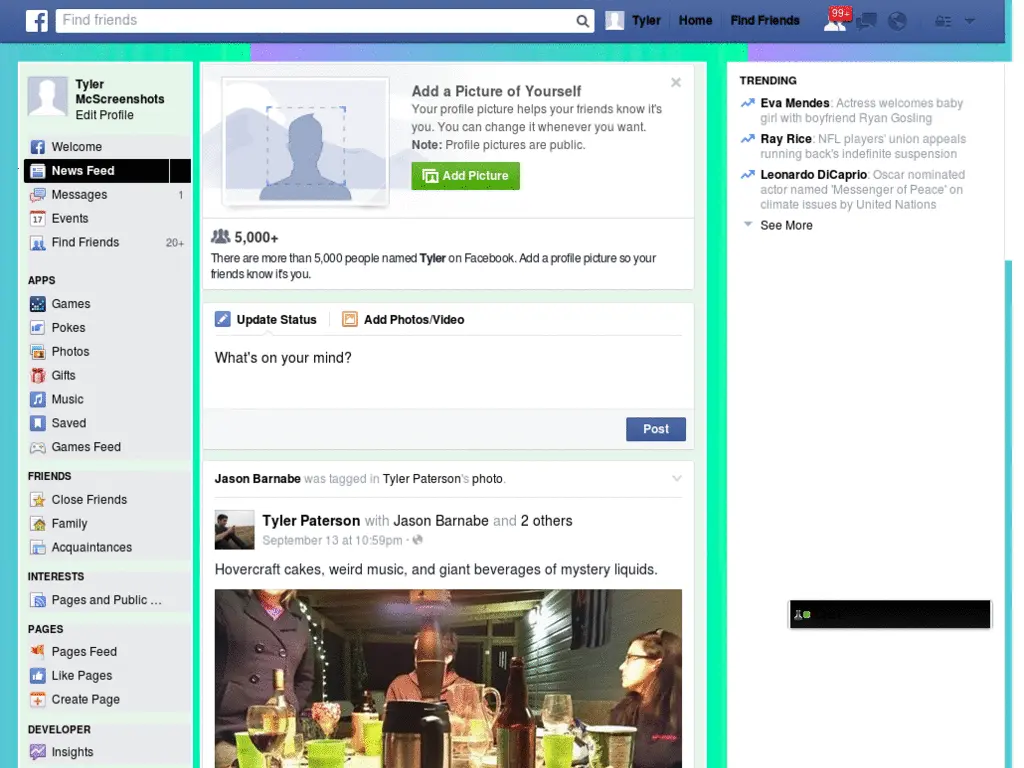 Find friends
Tyler
Home
Find Friends
99+
Tyler
McScreenshots
Edit Profile
Welcome
News Feed
Messages
1
Events
17
Find Friends
20+
APPS
Games
Pokes
Photos
Gifts
Music
Saved
Games Feed
FRIENDS
Close Friends
Family
Acquaintances
INTERESTS
Pages and Public ...
PAGES
Pages Feed
Like Pages
Create Page
DEVELOPER
Insights
Add a Picture of Yourself
Your profile picture helps your friends know it's
you. You can change it whenever you want.
Note: Profile pictures are public.
Add Picture
5,000+
There are more than 5,000 people named Tyler on Facebook. Add a profile picture so your
friends know it's you.
Update Status
Add Photos/Video
What's on your mind?
Post
Jason Barnabe was tagged in Tyler Paterson's photo.
Tyler Paterson with Jason Barnabe and 2 others
September 13 at 10:59pm ·
Hovercraft cakes, weird music, and giant beverages of mystery liquids.
TRENDING
Eva Mendes: Actress welcomes baby
girl with boyfriend Ryan Gosling
Ray Rice: NFL players' union appeals
running back's indefinite suspension
Leonardo DiCaprio: Oscar nominated
actor named 'Messenger of Peace' on
climate issues by United Nations
See More